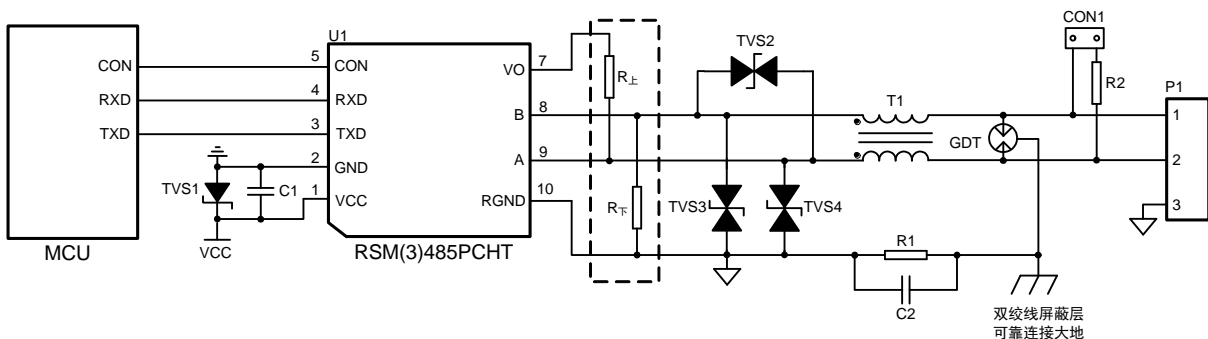 CON1
U1
TVS2
R2
P1
CON
5
CON
VO
7
R上
T1
RXD
4
RXD
B
8
1
TXD
3
TXD
GDT
A
9
2
2
GND
TVS1
C1
1
VCC
RGND
10
R下
TVS3
TVS4
3
VCC
R1
MCU
RSM(3)485PCHT
C2
双绞线屏蔽层
可靠连接大地